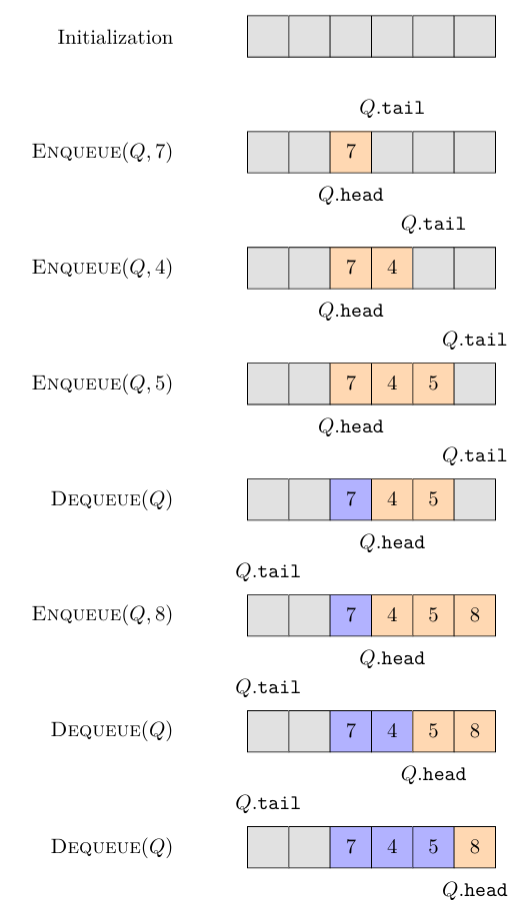 Initialization
Q.tail
ENQUEUE(Q, 7) 7
Q.head
Q.tail
ENQUEUE(Q, 4) 7 4
Q.head
Q.tail
ENQUEUE(Q, 5) 7 4 5
Q.head
Q.tail
DEQUEUE(Q) 7 4 5
Q.head
Q.tail
ENQUEUE(Q, 8) 7 4 5 8
Q.head
Q.tail
DEQUEUE(Q) 7 4 5 8
Q.head
Q.tail
DEQUEUE(Q) 7 4 5 8
Q.head